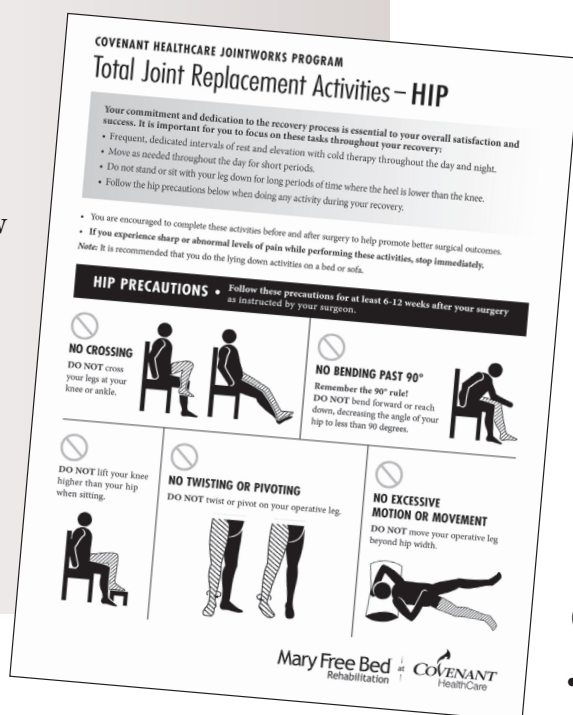 COVENANT HEALTHCARE JOINTWORKS PROGRAM
Total Joint Replacement Activities – HIP
Your commitment and dedication to the recovery process is essential to your overall satisfaction and
success. It is important for you to focus on these tasks throughout your recovery:
• Frequent, dedicated intervals of rest and elevation with cold therapy throughout the day and night.
• Move as needed throughout the day for short periods.
• Do not stand or sit with your leg down for long periods of time where the heel is lower than the knee.
• Follow the hip precautions below when doing any activity during your recovery.
• You are encouraged to complete these activities before and after surgery to help promote better surgical outcomes.
• If you experience sharp or abnormal levels of pain while performing these activities, stop immediately.
Note: It is recommended that you do the lying down activities on a bed or sofa.
HIP PRECAUTIONS • Follow these precautions for at least 6-12 weeks after your surgery
as instructed by your surgeon.
NO CROSSING
DO NOT cross
your legs at your
knee or ankle.
NO BENDING PAST 90°
Remember the 90° rule!
DO NOT bend forward or reach
down, decreasing the angle of your
hip to less than 90 degrees.
DO NOT lift your knee
higher than your hip
when sitting.
NO TWISTING OR PIVOTING
DO NOT twist or pivot on your operative leg.
NO EXCESSIVE
MOTION OR MOVEMENT
DO NOT move your operative leg
beyond hip width.
Mary Free Bed
Rehabilitation
at
COVENANT
HealthCare